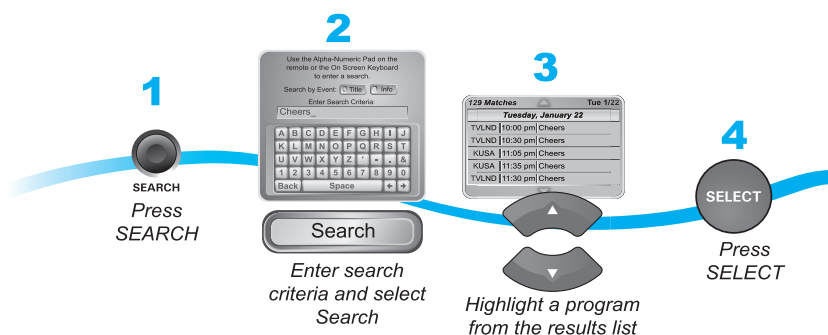 1
SEARCH
Press
SEARCH
2
Use the Alpha-Numeric Pad on the
remote or the On Screen Keyboard
to enter a search.
Search by Event: Title Info
Enter Search Criteria:
Cheers_
A B C D E F G H I J
K L M N O P Q R S T
U V W X Y Z ' - . &
1 2 3 4 5 6 7 8 9 0
Back Space
Search
Enter search
criteria and select
Search
3
129 Matches Tue 1/22
Tuesday, January 22
TVLND 10:00 pm Cheers
TVLND 10:30 pm Cheers
KUSA 11:05 pm Cheers
KUSA 11:35 pm Cheers
TVLND 11:30 pm Cheers
Highlight a program
from the results list
4
SELECT
Press
SELECT